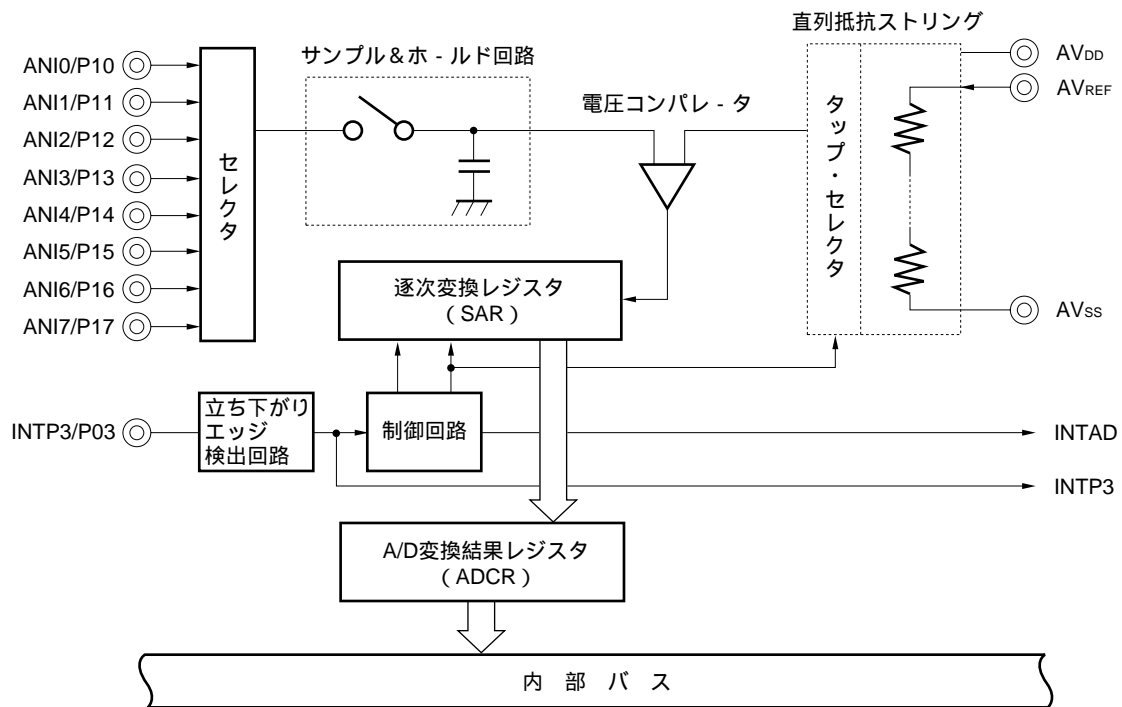 直列抵抗ストリング
サンプル＆ホ - ルド回路
電圧コンパレ - タ
ANI0/P10
ANI1/P11
ANI2/P12
ANI3/P13
ANI4/P14
ANI5/P15
ANI6/P16
ANI7/P17
セレクタ
タップ・セレクタ
AVDD
AVREF
AVSS
逐次変換レジスタ
（SAR）
INTP3/P03
立ち下がり
エッジ
検出回路
制御回路
INTAD
INTP3
A/D変換結果レジスタ
（ADCR）
内 部 バ ス